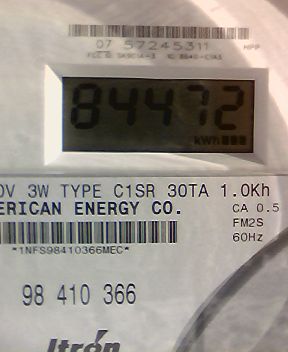 07 57245311
84472
kWh
0V 3W TYPE C1SR 30TA 1.0Kh
ERICAN ENERGY CO.
CA 0.5
FM2S
60Hz
*1NFS98410366MEC*
98 410 366
Itrón